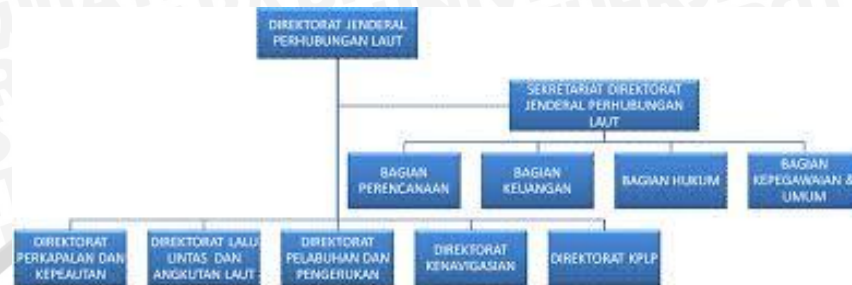 DIREKTORAT JENDERAL
PERHUBUNGAN LAUT
SEKRETARIAT DIREKTORAT
JENDERAL PERHUBUNGAN
LAUT
BAGIAN
PERENCANAAN
BAGIAN
KEUANGAN
BAGIAN HUKUM
BAGIAN
KEPEGAWAIAN &
UMUM
DIREKTORAT
PERKAPALAN DAN
KEPELAUTAN
DIREKTORAT LALU
LINTAS DAN
ANGKUTAN LAUT
DIREKTORAT
PELABUHAN DAN
PENGERUKAN
DIREKTORAT
KENAVIGASIAN
DIREKTORAT KPLP